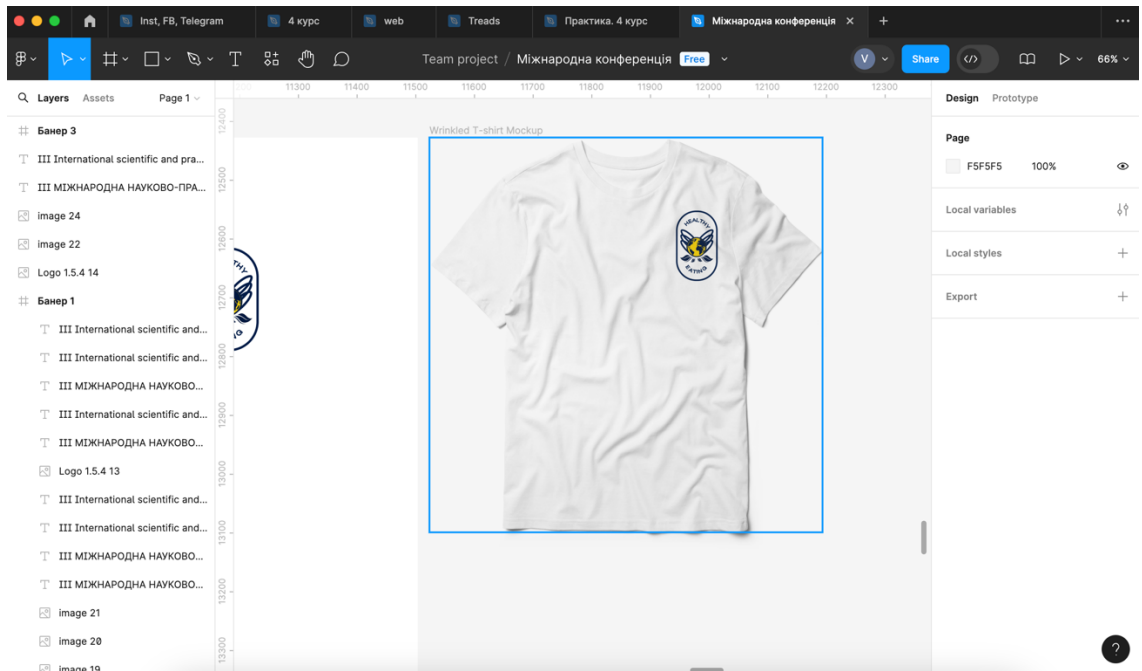 Inst, FB, Telegram
4 курс
web
Treads
Практика. 4 курс
Міжнародна конференція
Team project / Міжнародна конференція Free
V
Share
66%
Layers
Assets
Page 1
11300 11400 11500 11600 11700 11800 11900 12000 12100 12200 12300
Design
Prototype
Банер 3
III International scientific and pra...
III МІЖНАРОДНА НАУКОВО-ПРА...
image 24
image 22
Logo 1.5.4 14
Банер 1
III International scientific and...
III International scientific and...
III МІЖНАРОДНА НАУКОВО...
III International scientific and...
III МІЖНАРОДНА НАУКОВО...
Logo 1.5.4 13
III International scientific and...
III International scientific and...
III МІЖНАРОДНА НАУКОВО...
III МІЖНАРОДНА НАУКОВО...
image 21
image 20
image 19
12400
12500
12600
12700
12800
12900
13000
13100
13200
13300
Wrinkled T-shirt Mockup
HEALTHY
EATING
Page
F5F5F5 100%
Local variables
Local styles
Export
?